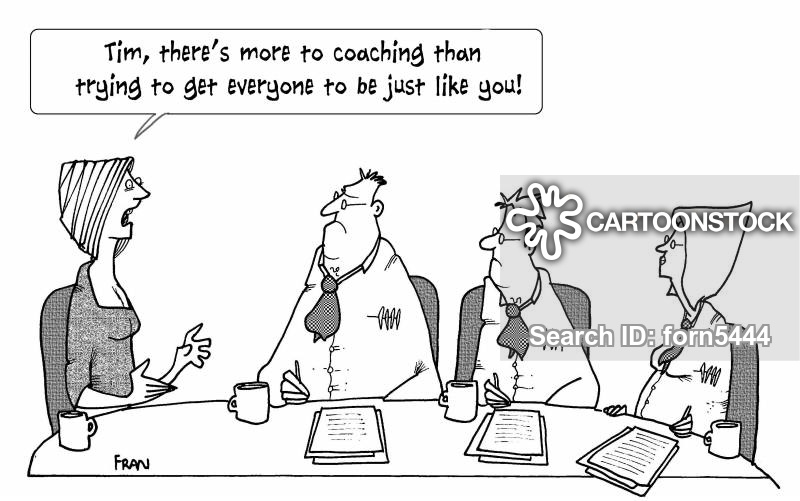 Tim, there's more to coaching than
trying to get everyone to be just like you!
CARTOONSTOCK
Search ID: forn5444
FRAN